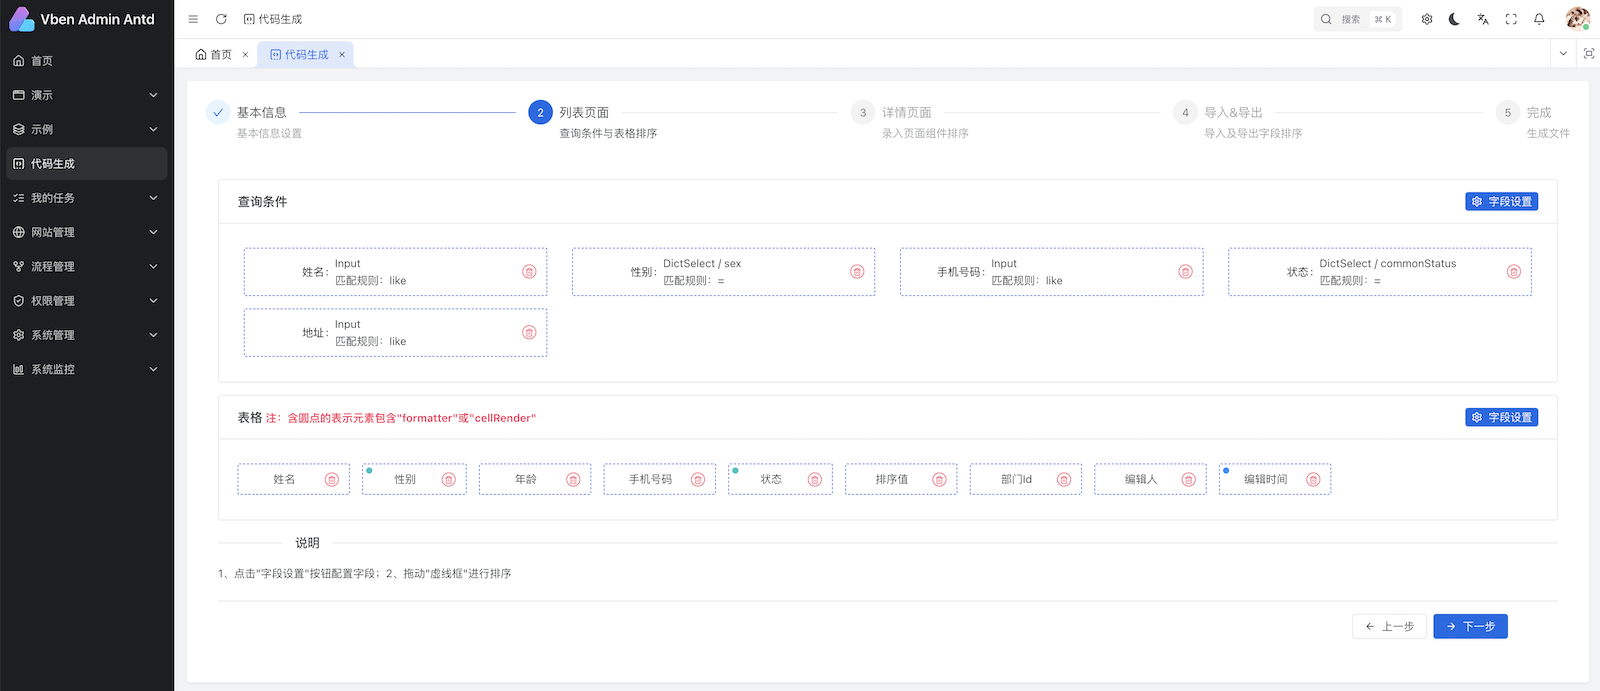 Vben Admin Antd
代码生成
搜索 ⌘ K
首页
代码生成
首页
演示
示例
代码生成
我的任务
网站管理
流程管理
权限管理
系统管理
系统监控
基本信息
基本信息设置
2 列表页面
查询条件与表格排序
3 详情页面
录入页面组件排序
4 导入&导出
导入及导出字段排序
5 完成
生成文件
查询条件
字段设置
姓名： Input
匹配规则：like
性别： DictSelect / sex
匹配规则：=
手机号码： Input
匹配规则：like
状态： DictSelect / commonStatus
匹配规则：=
地址： Input
匹配规则：like
表格 注：含圆点的表示元素包含"formatter"或"cellRender"
字段设置
姓名
性别
年龄
手机号码
状态
排序值
部门Id
编辑人
编辑时间
说明
1、点击"字段设置"按钮配置字段；2、拖动"虚线框"进行排序
上一步
下一步